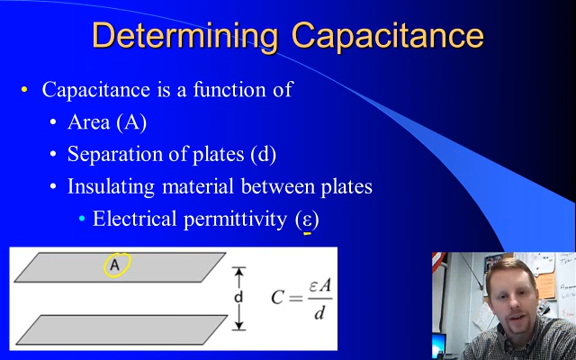 Determining Capacitance
• Capacitance is a function of
• Area (A)
• Separation of plates (d)
• Insulating material between plates
• Electrical permittivity (ε)
A
d
C = εA/d